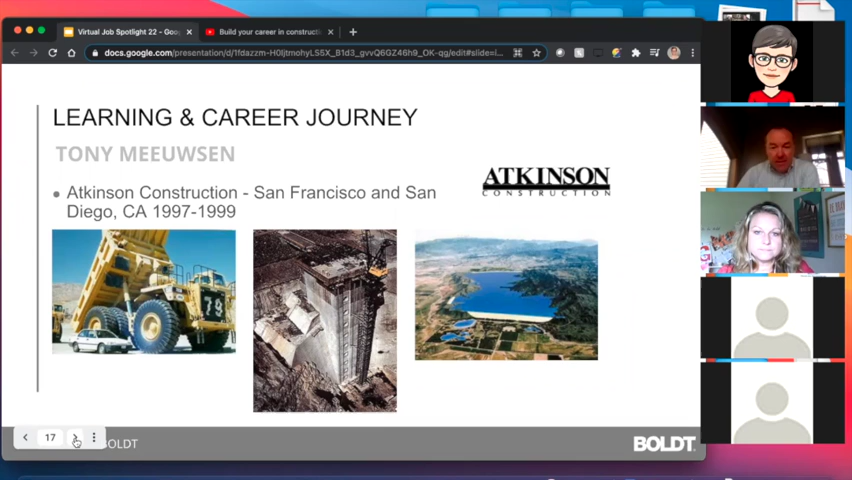 Virtual Job Spotlight 22 - Goo
Build your career in constructi
docs.google.com/presentation/d/1fdazzm-H0ljtmohyLS5X_B1d3_gvvQ6GZ46h9_OK-qg/edit#slide=i...
LEARNING & CAREER JOURNEY
TONY MEEUWSEN
Atkinson Construction - San Francisco and San
Diego, CA 1997-1999
ATKINSON
CONSTRUCTION
79
17
BOLDT
BOLDT